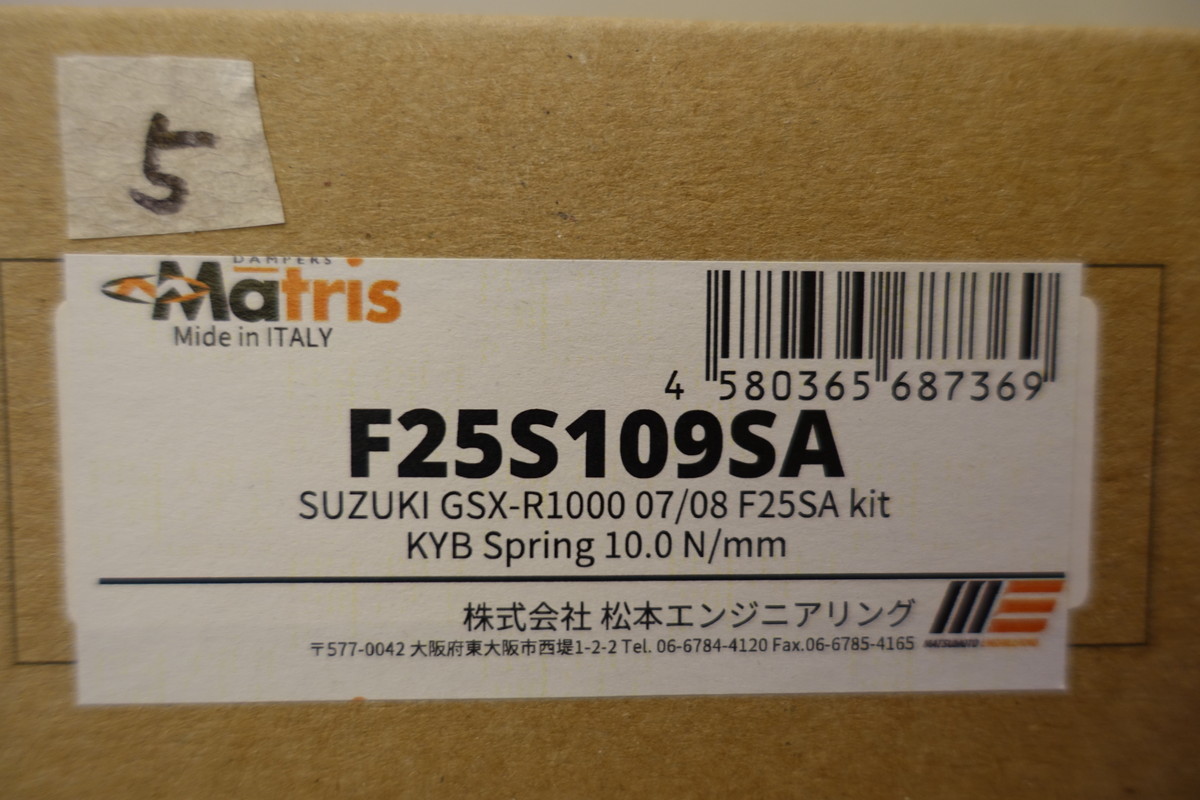 5
DAMPERS
Matris
Mide in ITALY
4 580365 687369
F25S109SA
SUZUKI GSX-R1000 07/08 F25SA kit
KYB Spring 10.0 N/mm
株式会社 松本エンジニアリング
〒577-0042 大阪府東大阪市西堤1-2-2 Tel. 06-6784-4120 Fax.06-6785-4165
MATSUMOTO ENGINEERING